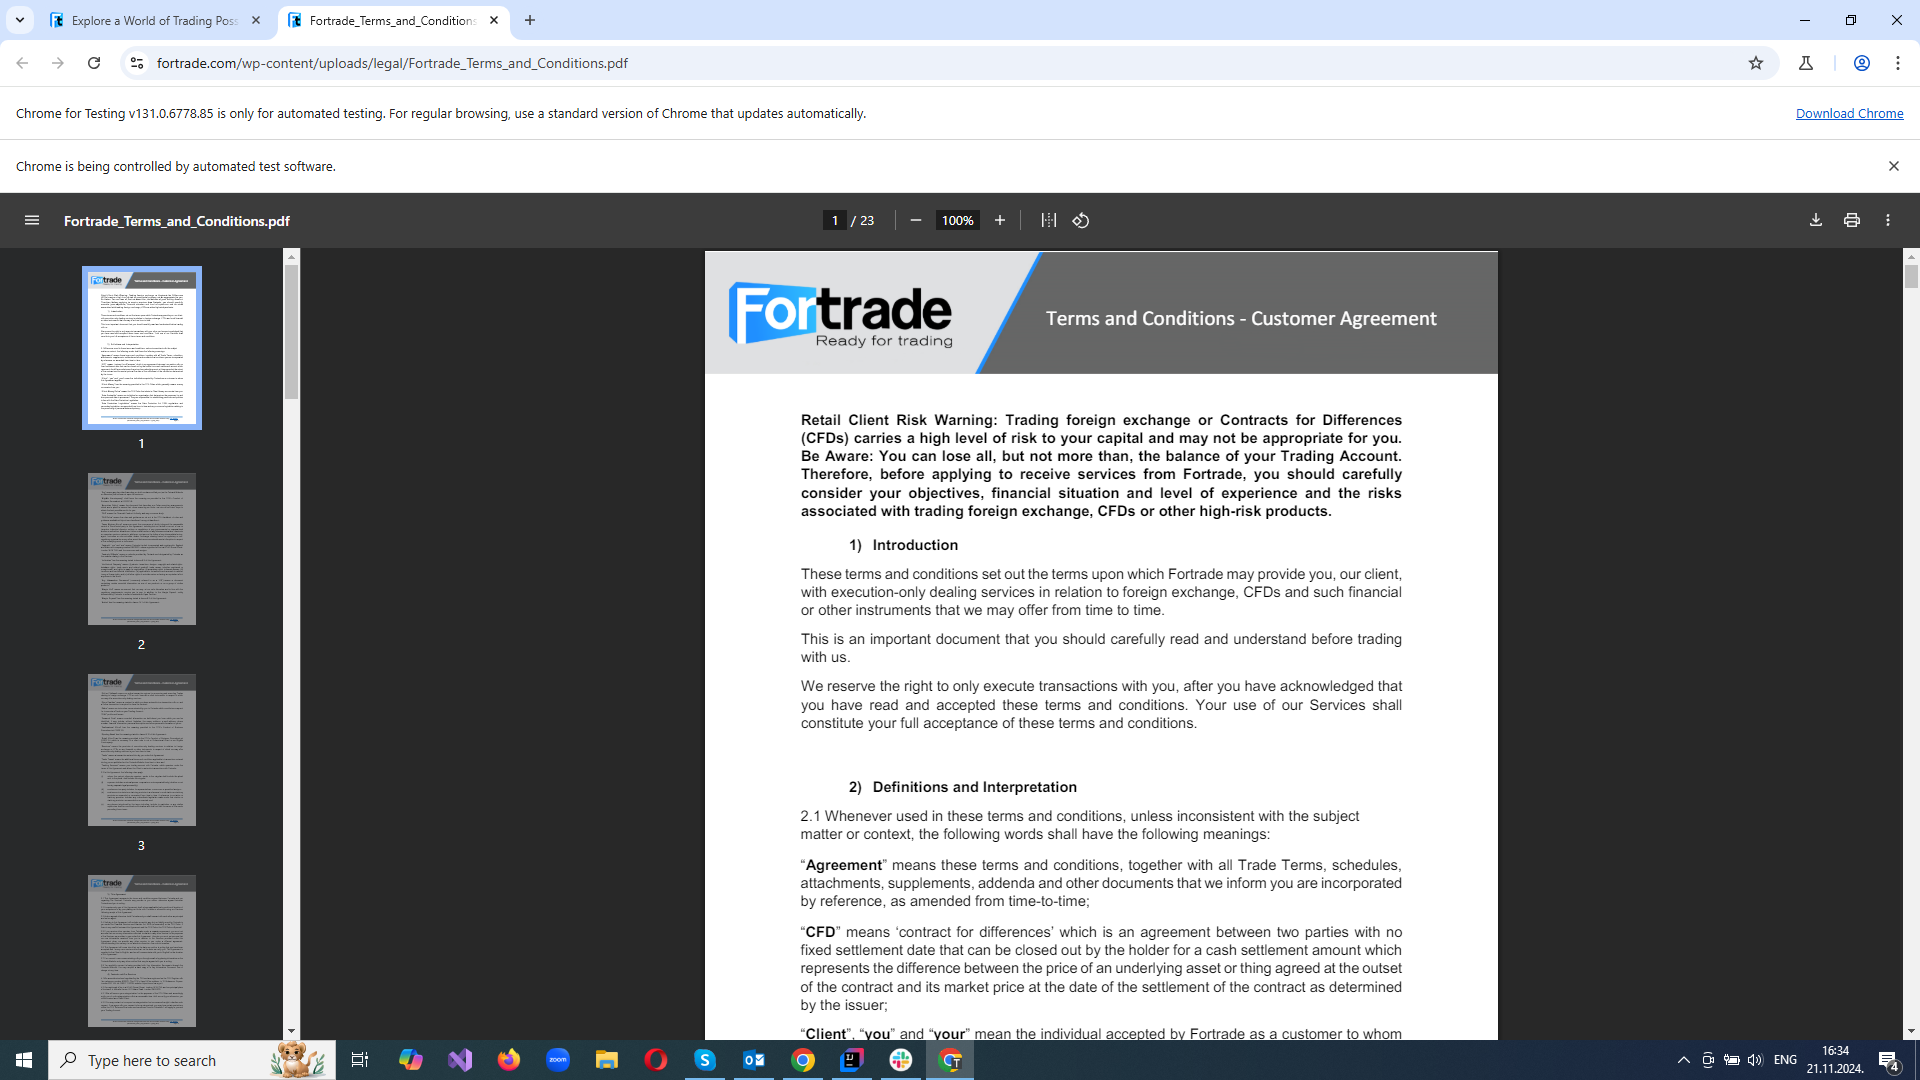 Explore a World of Trading Poss
Fortrade_Terms_and_Conditions
fortrade.com/wp-content/uploads/legal/Fortrade_Terms_and_Conditions.pdf
Chrome for Testing v131.0.6778.85 is only for automated testing. For regular browsing, use a standard version of Chrome that updates automatically.
Download Chrome
Chrome is being controlled by automated test software.
Fortrade_Terms_and_Conditions.pdf
1 / 23
100%
1
2
3
Fortrade
Ready for trading
Terms and Conditions - Customer Agreement
Retail Client Risk Warning: Trading foreign exchange or Contracts for Differences
(CFDs) carries a high level of risk to your capital and may not be appropriate for you.
Be Aware: You can lose all, but not more than, the balance of your Trading Account.
Therefore, before applying to receive services from Fortrade, you should carefully
consider your objectives, financial situation and level of experience and the risks
associated with trading foreign exchange, CFDs or other high-risk products.
1) Introduction
These terms and conditions set out the terms upon which Fortrade may provide you, our client,
with execution-only dealing services in relation to foreign exchange, CFDs and such financial
or other instruments that we may offer from time to time.
This is an important document that you should carefully read and understand before trading
with us.
We reserve the right to only execute transactions with you, after you have acknowledged that
you have read and accepted these terms and conditions. Your use of our Services shall
constitute your full acceptance of these terms and conditions.
2) Definitions and Interpretation
2.1 Whenever used in these terms and conditions, unless inconsistent with the subject
matter or context, the following words shall have the following meanings:
“Agreement” means these terms and conditions, together with all Trade Terms, schedules,
attachments, supplements, addenda and other documents that we inform you are incorporated
by reference, as amended from time-to-time;
“CFD” means ‘contract for differences’ which is an agreement between two parties with no
fixed settlement date that can be closed out by the holder for a cash settlement amount which
represents the difference between the price of an underlying asset or thing agreed at the outset
of the contract and its market price at the date of the settlement of the contract as determined
by the issuer;
“Client”, “you” and “your” mean the individual accepted by Fortrade as a customer to whom
Type here to search
zoom
ENG
16:34
21.11.2024.
4